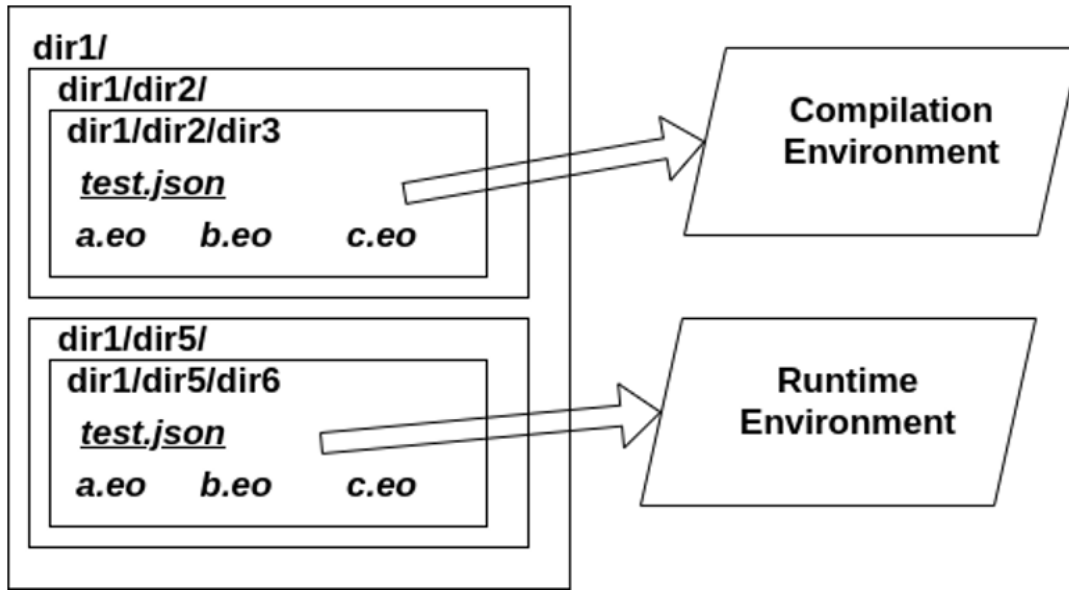 dir1/
dir1/dir2/
dir1/dir2/dir3
test.json
a.eo b.eo c.eo
Compilation
Environment
dir1/dir5/
dir1/dir5/dir6
test.json
a.eo b.eo c.eo
Runtime
Environment